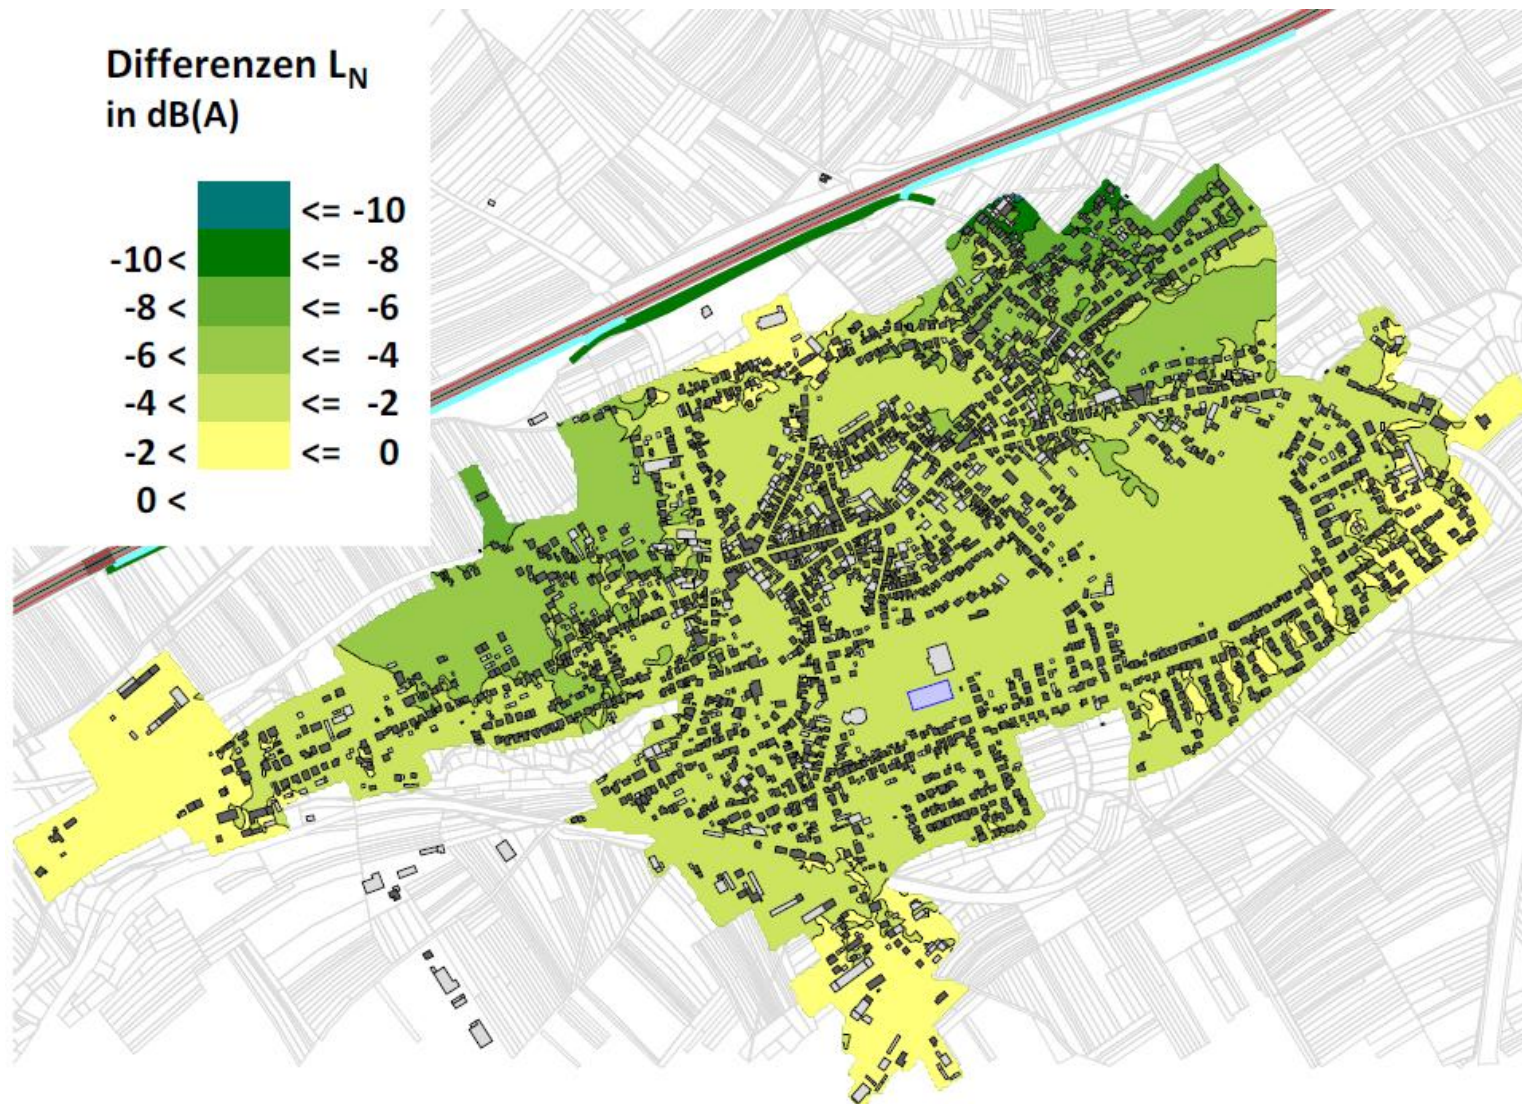 Differenzen L_N
in dB(A)
<= -10
-10 < <= -8
-8 < <= -6
-6 < <= -4
-4 < <= -2
-2 < <= 0
0 <